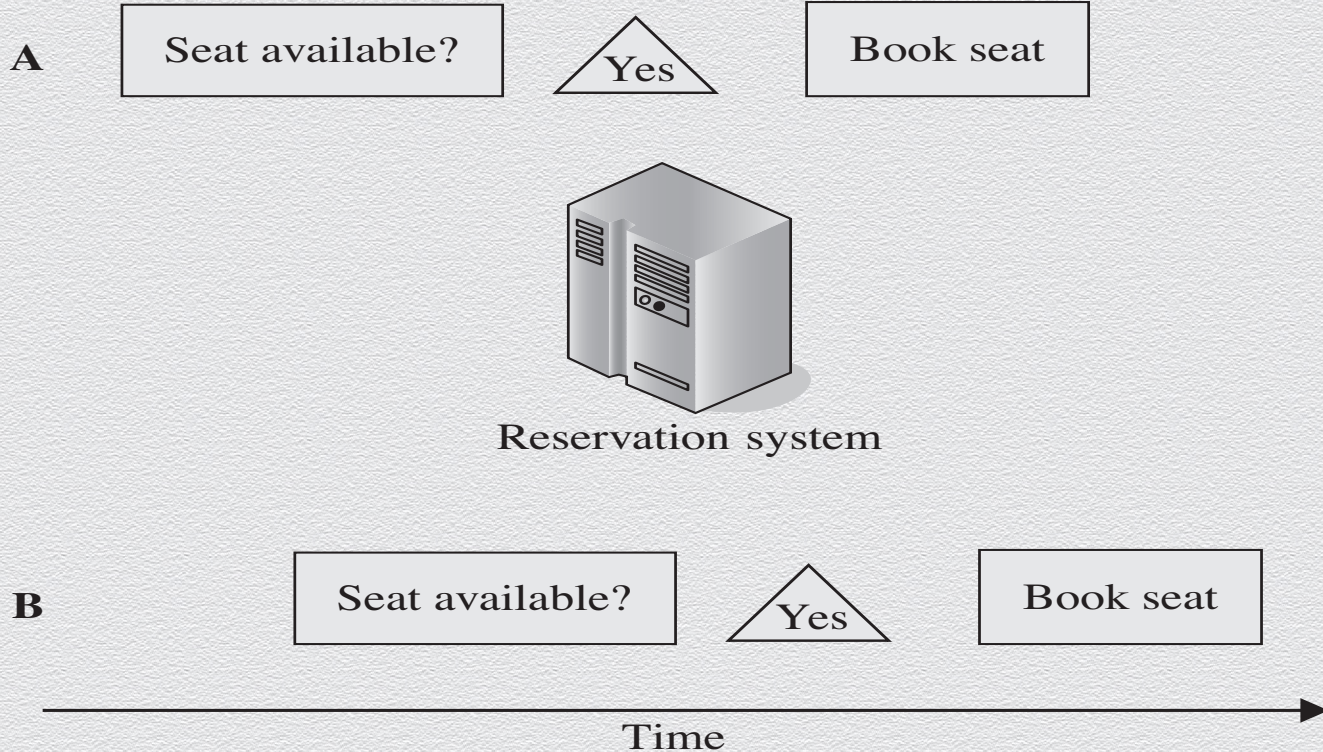 A
Seat available?
Yes
Book seat
Reservation system
B
Seat available?
Yes
Book seat
Time